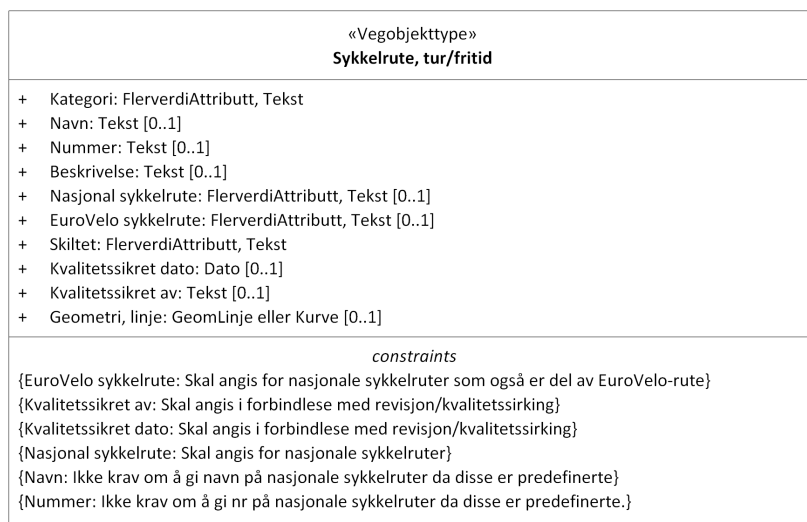 «Vegobjekttype»
Sykkelrute, tur/fritid
+ Kategori: FlerverdiAttributt, Tekst
+ Navn: Tekst [0..1]
+ Nummer: Tekst [0..1]
+ Beskrivelse: Tekst [0..1]
+ Nasjonal sykkelrute: FlerverdiAttributt, Tekst [0..1]
+ EuroVelo sykkelrute: FlerverdiAttributt, Tekst [0..1]
+ Skiltet: FlerverdiAttributt, Tekst
+ Kvalitetssikret dato: Dato [0..1]
+ Kvalitetssikret av: Tekst [0..1]
+ Geometri, linje: GeomLinje eller Kurve [0..1]
constraints
{EuroVelo sykkelrute: Skal angis for nasjonale sykkelruter som også er del av EuroVelo-rute}
{Kvalitetssikret av: Skal angis i forbindlese med revisjon/kvalitetssirking}
{Kvalitetssikret dato: Skal angis i forbindlese med revisjon/kvalitetssirking}
{Nasjonal sykkelrute: Skal angis for nasjonale sykkelruter}
{Navn: Ikke krav om å gi navn på nasjonale sykkelruter da disse er predefinerte}
{Nummer: Ikke krav om å gi nr på nasjonale sykkelruter da disse er predefinerte.}